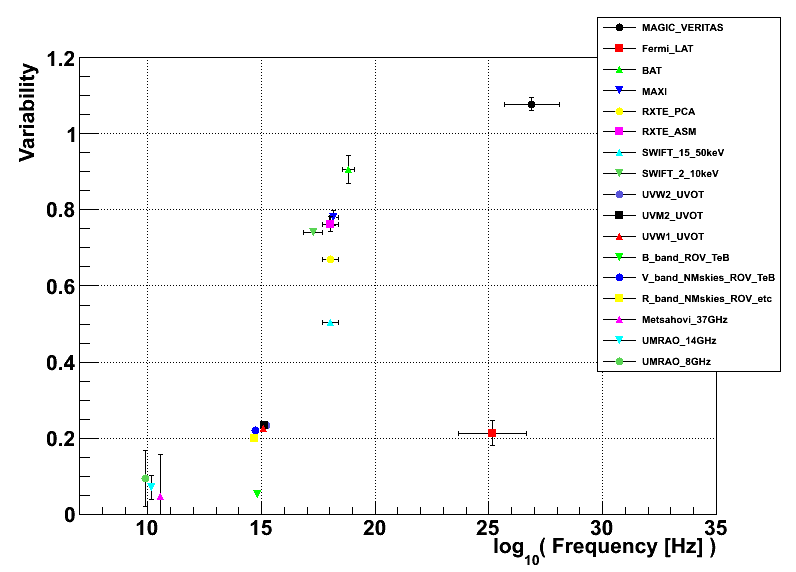 MAGIC_VERITAS
Fermi_LAT
BAT
MAXI
RXTE_PCA
RXTE_ASM
SWIFT_15_50keV
SWIFT_2_10keV
UVW2_UVOT
UVM2_UVOT
UVW1_UVOT
B_band_ROV_TeB
V_band_NMskies_ROV_TeB
R_band_NMskies_ROV_etc
Metsahovi_37GHz
UMRAO_14GHz
UMRAO_8GHz
Variability
1.2
1
0.8
0.6
0.4
0.2
0
10 15 20 25 30 35
log10( Frequency [Hz] )